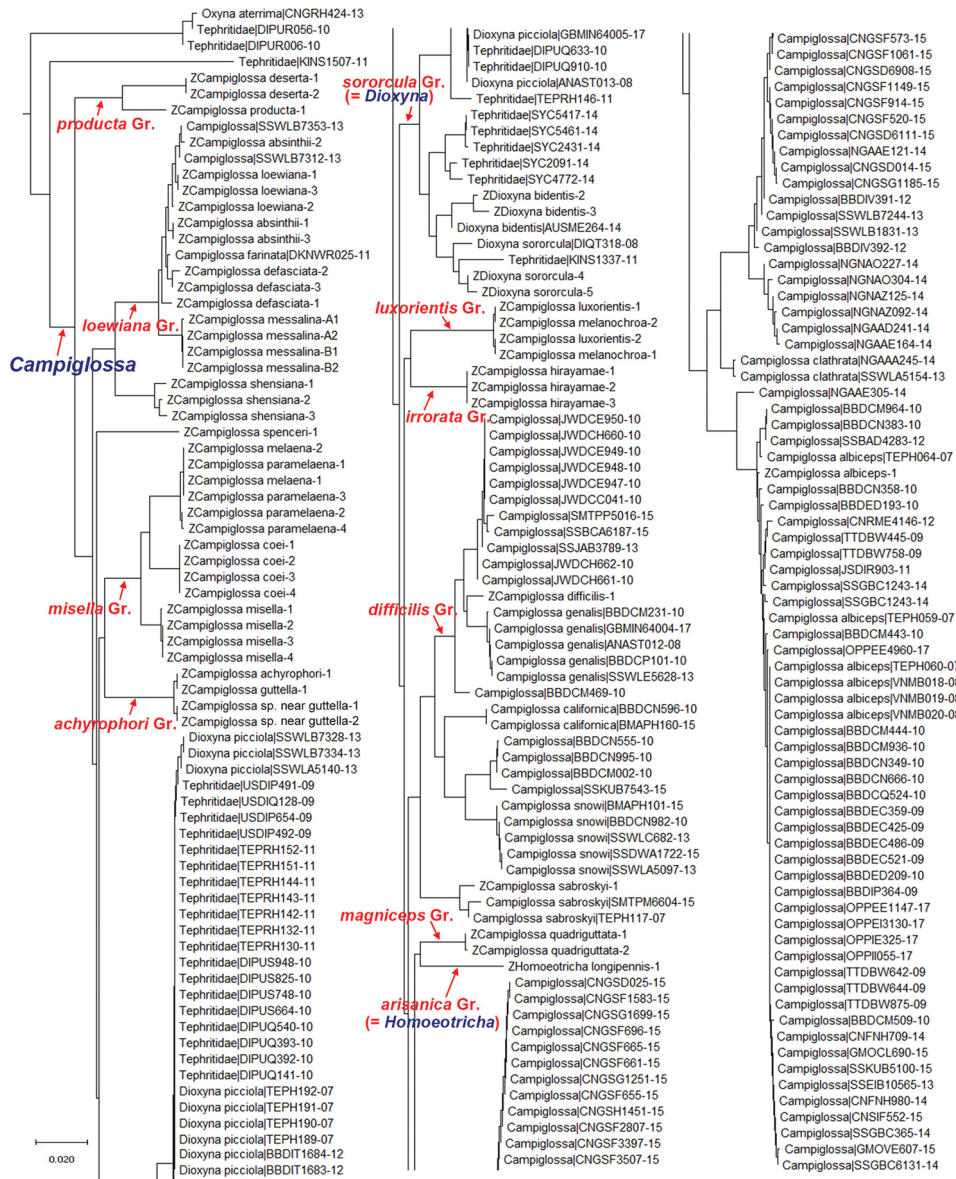 Oxyna aterrima|CNGRH424-13
Tephritidae|DIPUR056-10
Tephritidae|DIPUR006-10
Tephritidae|KINS1507-11
ZCampiglossa deserta-1
ZCampiglossa deserta-2
ZCampiglossa producta-1
producta Gr.
Campiglossa|SSWLB7353-13
ZCampiglossa absinthii-2
Campiglossa|SSWLB7312-13
ZCampiglossa loewiana-1
ZCampiglossa loewiana-3
ZCampiglossa loewiana-2
ZCampiglossa absinthii-1
ZCampiglossa absinthii-3
Campiglossa farinata|DKNWR025-11
ZCampiglossa defasciata-2
ZCampiglossa defasciata-3
ZCampiglossa defasciata-1
loewiana Gr.
ZCampiglossa messalina-A1
ZCampiglossa messalina-A2
ZCampiglossa messalina-B1
ZCampiglossa messalina-B2
Campiglossa
ZCampiglossa shensiana-1
ZCampiglossa shensiana-2
ZCampiglossa shensiana-3
ZCampiglossa spenceri-1
ZCampiglossa melaena-2
ZCampiglossa paramelaena-1
ZCampiglossa melaena-1
ZCampiglossa paramelaena-3
ZCampiglossa paramelaena-2
ZCampiglossa paramelaena-4
ZCampiglossa coei-1
ZCampiglossa coei-2
ZCampiglossa coei-3
ZCampiglossa coei-4
misella Gr.
ZCampiglossa misella-1
ZCampiglossa misella-2
ZCampiglossa misella-3
ZCampiglossa misella-4
ZCampiglossa achyrophori-1
ZCampiglossa guttella-1
ZCampiglossa sp. near guttella-1
ZCampiglossa sp. near guttella-2
achyrophori Gr.
Dioxyna picciola|SSWLB7328-13
Dioxyna picciola|SSWLB7334-13
Dioxyna picciola|SSWLA5140-13
Tephritidae|USDIP491-09
Tephritidae|USDIQ128-09
Tephritidae|USDIP654-09
Tephritidae|USDIP492-09
Tephritidae|TEPRH152-11
Tephritidae|TEPRH151-11
Tephritidae|TEPRH144-11
Tephritidae|TEPRH143-11
Tephritidae|TEPRH142-11
Tephritidae|TEPRH132-11
Tephritidae|TEPRH130-11
Tephritidae|DIPUS948-10
Tephritidae|DIPUS825-10
Tephritidae|DIPUS748-10
Tephritidae|DIPUS664-10
Tephritidae|DIPUQ540-10
Tephritidae|DIPUQ393-10
Tephritidae|DIPUQ392-10
Tephritidae|DIPUQ141-10
Dioxyna picciola|TEPH192-07
Dioxyna picciola|TEPH191-07
Dioxyna picciola|TEPH190-07
Dioxyna picciola|TEPH189-07
Dioxyna picciola|BBDIT1684-12
Dioxyna picciola|BBDIT1683-12
0.020
Dioxyna picciola|GBMIN64005-17
Tephritidae|DIPUQ633-10
Tephritidae|DIPUQ910-10
Dioxyna picciola|ANAST013-08
sororcula Gr.
(= Dioxyna)
Tephritidae|TEPRH146-11
Tephritidae|SYC5417-14
Tephritidae|SYC5461-14
Tephritidae|SYC2431-14
Tephritidae|SYC2091-14
Tephritidae|SYC4772-14
ZDioxyna bidentis-2
ZDioxyna bidentis-3
Dioxyna bidentis|AUSME264-14
Dioxyna sororcula|DIQT318-08
Tephritidae|KINS1337-11
ZDioxyna sororcula-4
ZDioxyna sororcula-5
luxorientis Gr.
ZCampiglossa luxorientis-1
ZCampiglossa melanochroa-2
ZCampiglossa luxorientis-2
ZCampiglossa melanochroa-1
ZCampiglossa hirayamae-1
ZCampiglossa hirayamae-2
ZCampiglossa hirayamae-3
irrorata Gr.
Campiglossa|JWDCE950-10
Campiglossa|JWDCH660-10
Campiglossa|JWDCE949-10
Campiglossa|JWDCE948-10
Campiglossa|JWDCE947-10
Campiglossa|JWDCC041-10
Campiglossa|SMTPP5016-15
Campiglossa|SSBCA6187-15
Campiglossa|SSJAB3789-13
Campiglossa|JWDCH662-10
Campiglossa|JWDCH661-10
ZCampiglossa difficilis-1
difficilis Gr.
Campiglossa genalis|BBDCM231-10
Campiglossa genalis|GBMIN64004-17
Campiglossa genalis|ANAST012-08
Campiglossa genalis|BBDCP101-10
Campiglossa genalis|SSWLE5628-13
Campiglossa|BBDCM469-10
Campiglossa californica|BBDCN596-10
Campiglossa californica|BMAPH160-15
Campiglossa|BBDCN555-10
Campiglossa|BBDCN995-10
Campiglossa|BBDCM002-10
Campiglossa|SSKUB7543-15
Campiglossa snowi|BMAPH101-15
Campiglossa snowi|BBDCN982-10
Campiglossa snowi|SSWLC682-13
Campiglossa snowi|SSDWA1722-15
Campiglossa snowi|SSWLA5097-13
ZCampiglossa sabroskyi-1
Campiglossa sabroskyi|SMTPM6604-15
Campiglossa sabroskyi|TEPH117-07
magniceps Gr.
ZCampiglossa quadriguttata-1
ZCampiglossa quadriguttata-2
ZHomoeotricha longipennis-1
arisanica Gr.
(= Homoeotricha)
Campiglossa|CNGSD025-15
Campiglossa|CNGSF1583-15
Campiglossa|CNGSG1699-15
Campiglossa|CNGSF696-15
Campiglossa|CNGSF665-15
Campiglossa|CNGSF661-15
Campiglossa|CNGSG1251-15
Campiglossa|CNGSF655-15
Campiglossa|CNGSH1451-15
Campiglossa|CNGSF2807-15
Campiglossa|CNGSF3397-15
Campiglossa|CNGSF3507-15
Campiglossa|CNGSF573-15
Campiglossa|CNGSF1061-15
Campiglossa|CNGSD6908-15
Campiglossa|CNGSF1149-15
Campiglossa|CNGSF914-15
Campiglossa|CNGSF520-15
Campiglossa|CNGSD6111-15
Campiglossa|NGAAE121-14
Campiglossa|CNGSD014-15
Campiglossa|CNGSG1185-15
Campiglossa|BBDIV391-12
Campiglossa|SSWLB7244-13
Campiglossa|SSWLB1831-13
Campiglossa|BBDIV392-12
Campiglossa|NGNAO227-14
Campiglossa|NGNAO304-14
Campiglossa|NGNAZ125-14
Campiglossa|NGNAZ092-14
Campiglossa|NGAAD241-14
Campiglossa|NGAAE164-14
Campiglossa clathrata|NGAAA245-14
Campiglossa clathrata|SSWLA5154-13
Campiglossa|NGAAE305-14
Campiglossa|BBDCM964-10
Campiglossa|BBDCN383-10
Campiglossa|SSBAD4283-12
Campiglossa albiceps|TEPH064-07
ZCampiglossa albiceps-1
Campiglossa|BBDCN358-10
Campiglossa|BBDED193-10
Campiglossa|CNRME4146-12
Campiglossa|TTDBW445-09
Campiglossa|TTDBW758-09
Campiglossa|JSDIR903-11
Campiglossa|SSGBC1243-14
Campiglossa|SSGBC1243-14
Campiglossa albiceps|TEPH059-07
Campiglossa|BBDCM443-10
Campiglossa|OPPEE4960-17
Campiglossa albiceps|TEPH060-07
Campiglossa albiceps|VNMB018-08
Campiglossa albiceps|VNMB019-08
Campiglossa albiceps|VNMB020-08
Campiglossa|BBDCM444-10
Campiglossa|BBDCM936-10
Campiglossa|BBDCN349-10
Campiglossa|BBDCN666-10
Campiglossa|BBDCQ524-10
Campiglossa|BBDEC359-09
Campiglossa|BBDEC425-09
Campiglossa|BBDEC486-09
Campiglossa|BBDEC521-09
Campiglossa|BBDED209-10
Campiglossa|BBDIP364-09
Campiglossa|OPPEE1147-17
Campiglossa|OPPEI3130-17
Campiglossa|OPPIE325-17
Campiglossa|OPPII055-17
Campiglossa|TTDBW642-09
Campiglossa|TTDBW644-09
Campiglossa|TTDBW875-09
Campiglossa|BBDCM509-10
Campiglossa|CNFNH709-14
Campiglossa|GMOCL690-15
Campiglossa|SSKUB5100-15
Campiglossa|SSEIB10565-13
Campiglossa|CNFNH980-14
Campiglossa|CNSIF552-15
Campiglossa|SSGBC365-14
Campiglossa|GMOVE607-15
Campiglossa|SSGBC6131-14